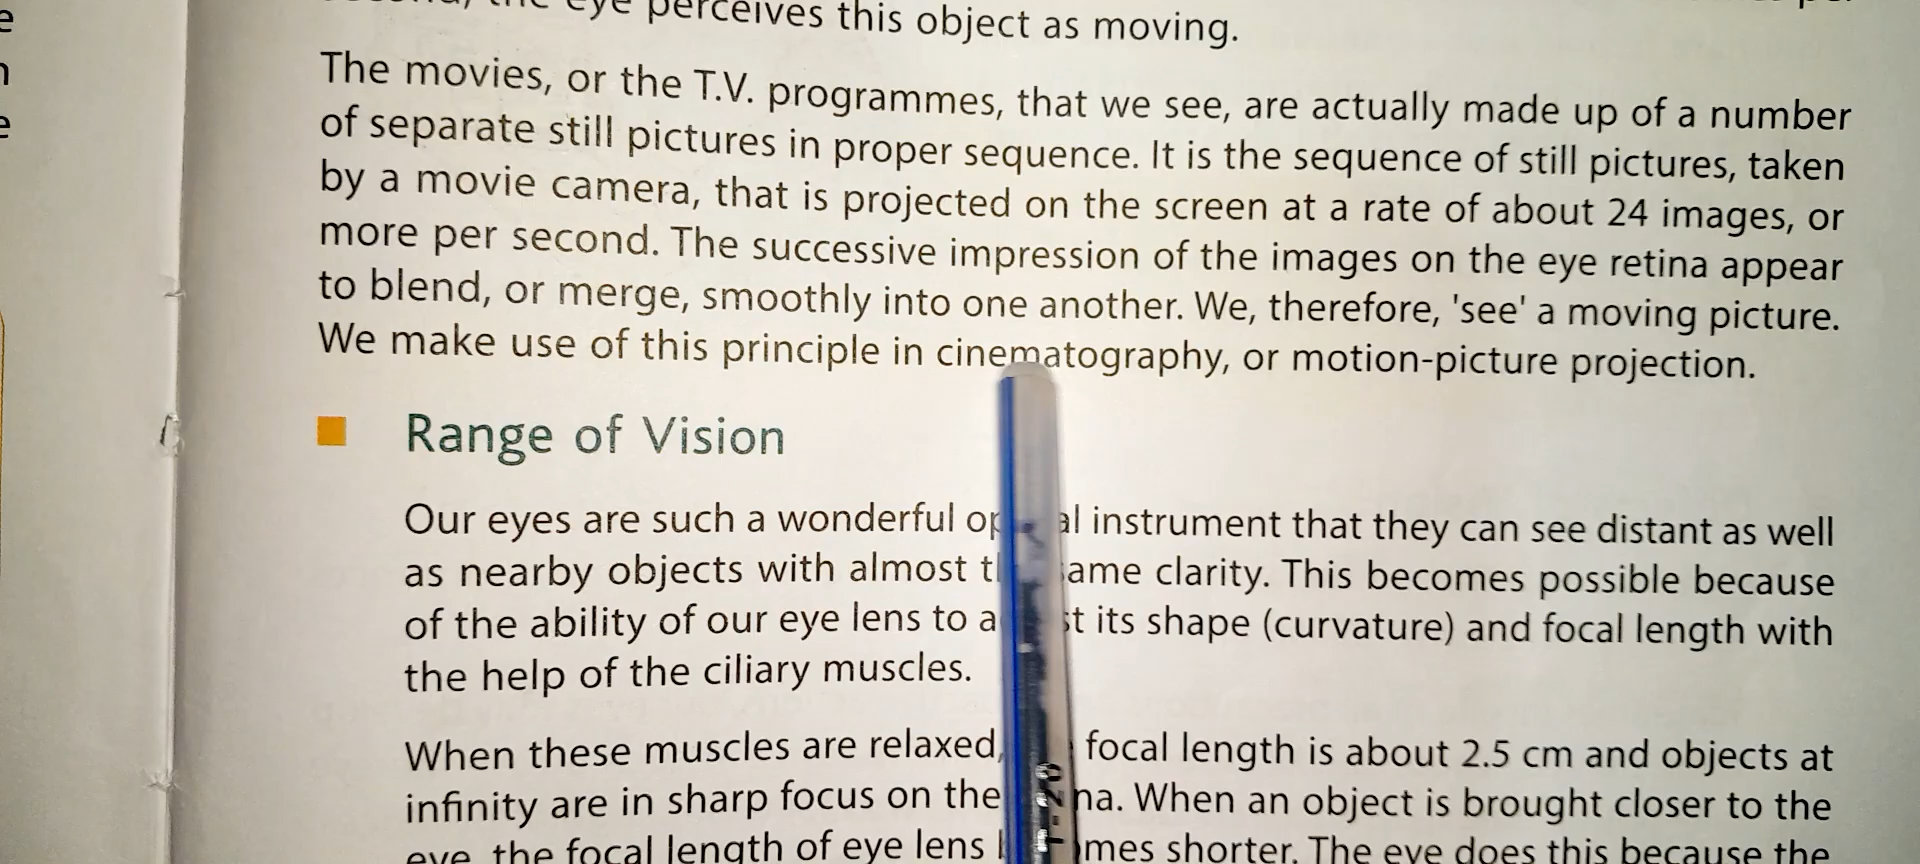 eye perceives this object as moving.
The movies, or the T.V. programmes, that we see, are actually made up of a number
of separate still pictures in proper sequence. It is the sequence of still pictures, taken
by a movie camera, that is projected on the screen at a rate of about 24 images, or
more per second. The successive impression of the images on the eye retina appear
to blend, or merge, smoothly into one another. We, therefore, 'see' a moving picture.
We make use of this principle in cinematography, or motion-picture projection.
Range of Vision
Our eyes are such a wonderful instrument that they can see distant as well
as nearby objects with almost clarity. This becomes possible because
of the ability of our eye lens to its shape (curvature) and focal length with
the help of the ciliary muscles.
When these muscles are relaxed, focal length is about 2.5 cm and objects at
infinity are in sharp focus on the When an object is brought closer to the
eye, the focal length of eye lens shorter. The eye does this because the